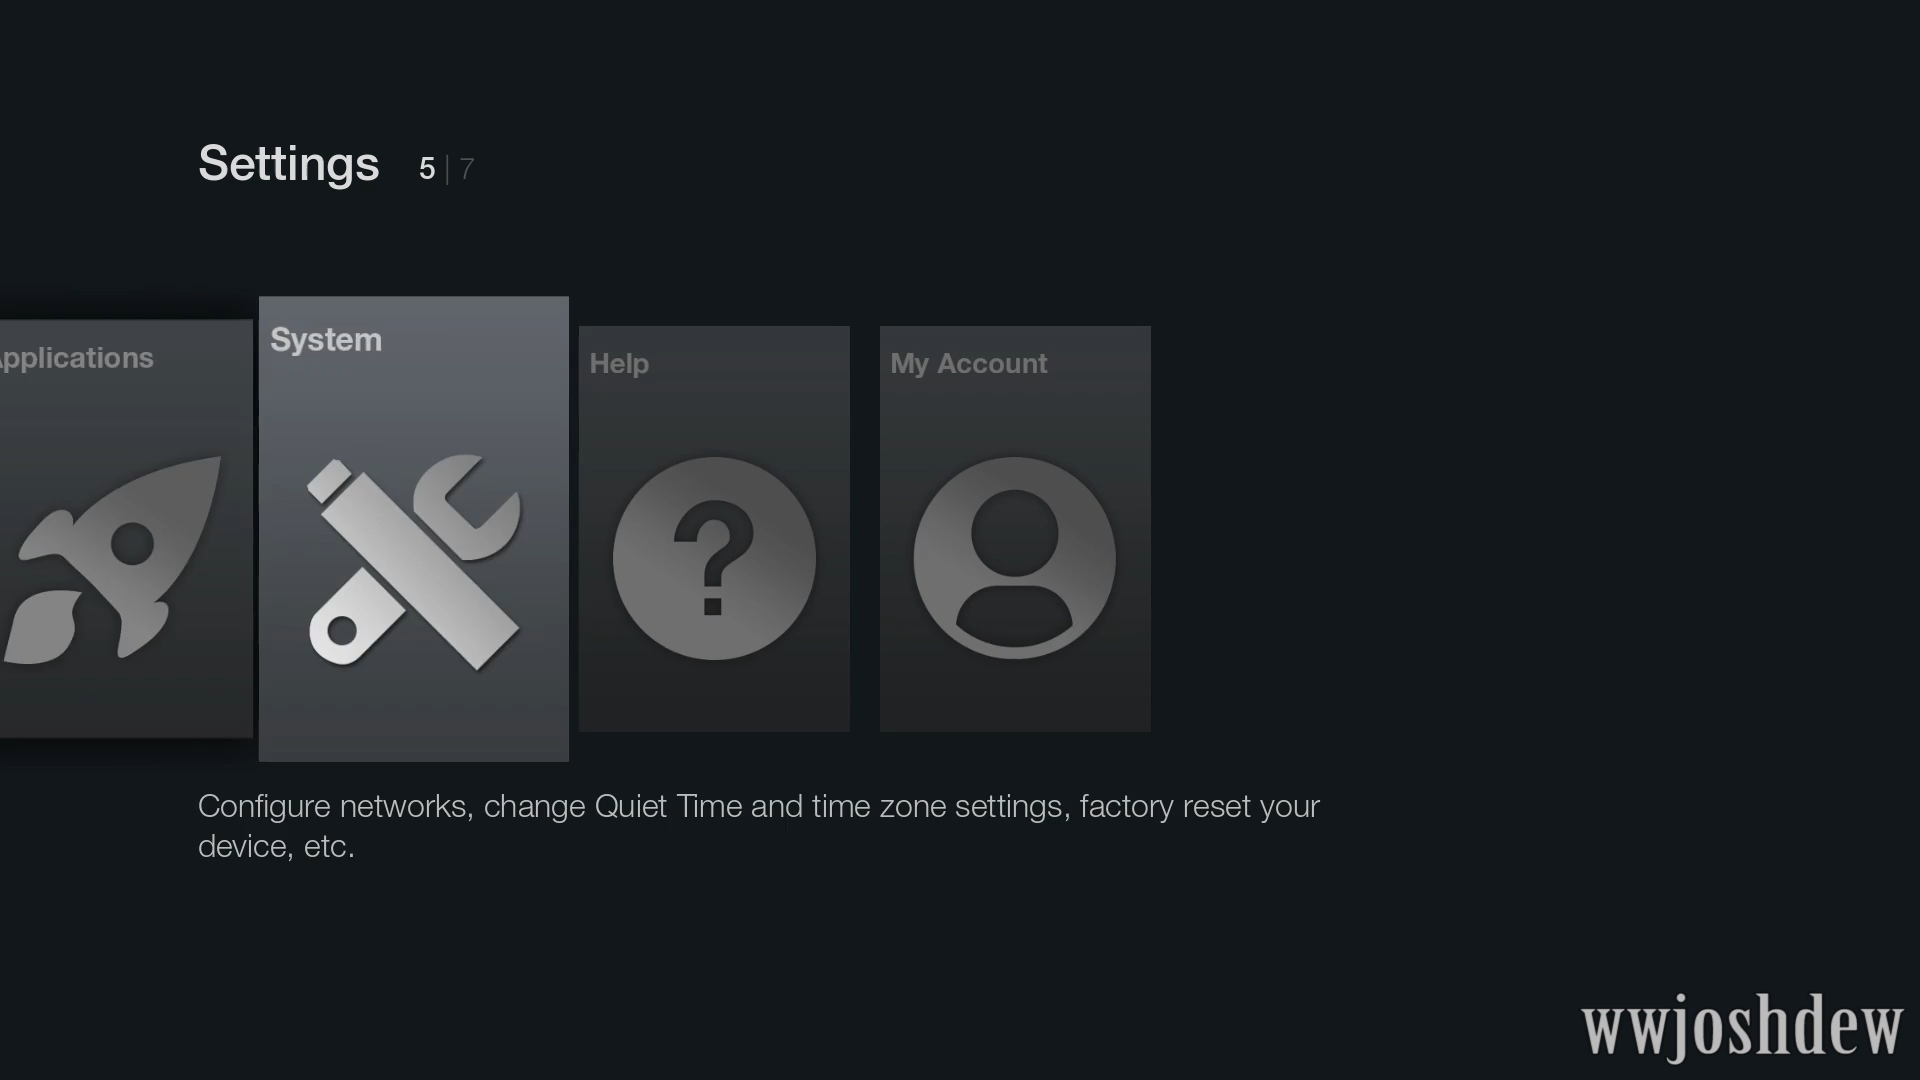 Settings 5 | 7
Applications
System
Help
My Account
Configure networks, change Quiet Time and time zone settings, factory reset your
device, etc.
wwjoshdew